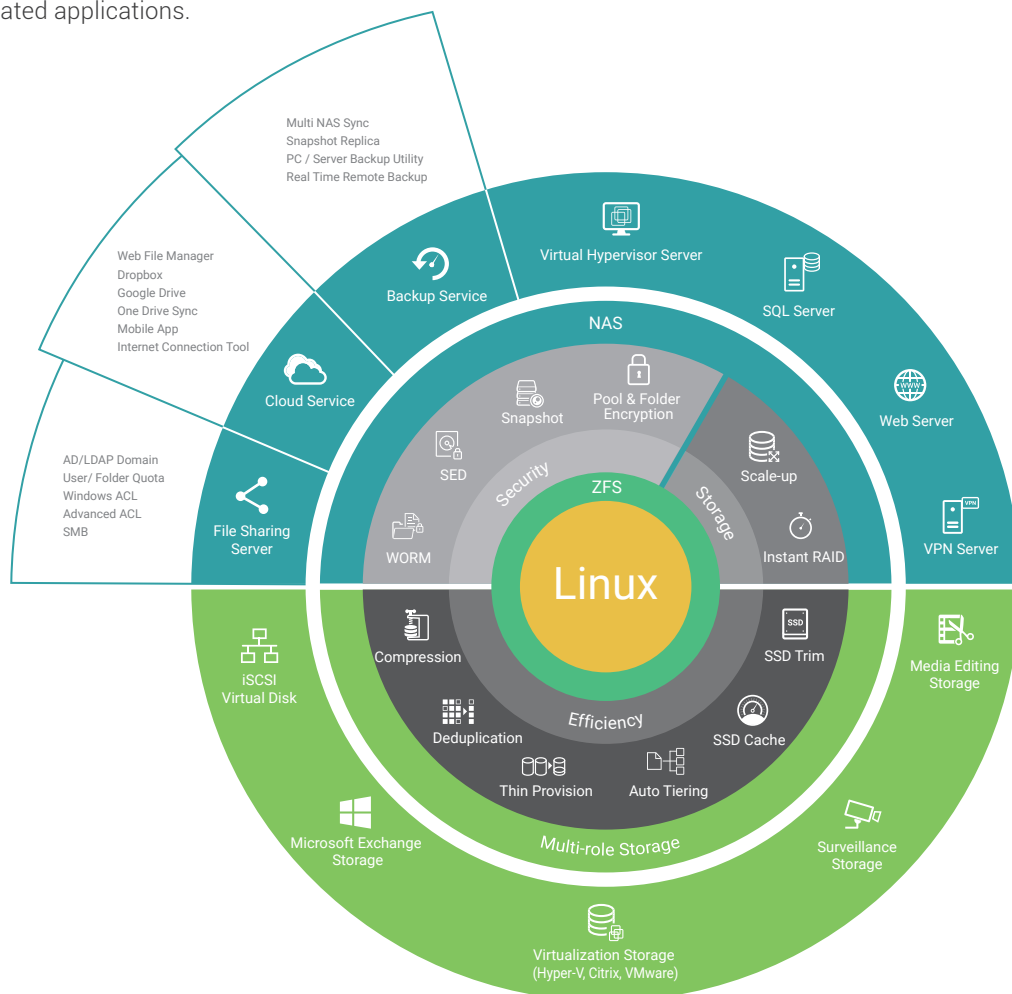 ated applications.
Multi NAS Sync
Snapshot Replica
PC / Server Backup Utility
Real Time Remote Backup
Web File Manager
Dropbox
Google Drive
One Drive Sync
Mobile App
Internet Connection Tool
AD/LDAP Domain
User/ Folder Quota
Windows ACL
Advanced ACL
SMB
File Sharing
Server
Cloud Service
Backup Service
Virtual Hypervisor Server
SQL Server
WWW
Web Server
VPN
VPN Server
NAS
WORM
SED
Snapshot
Pool & Folder
Encryption
Scale-up
Instant RAID
Security
Storage
ZFS
Linux
Efficiency
Compression
Deduplication
Thin Provision
Auto Tiering
SSD Cache
SSD
SSD Trim
Multi-role Storage
iSCSI
Virtual Disk
Microsoft Exchange
Storage
Virtualization Storage
(Hyper-V, Citrix, VMware)
Surveillance
Storage
Media Editing
Storage